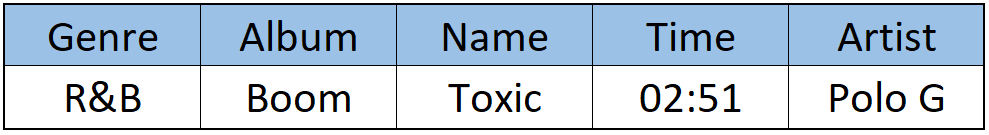 Genre Album Name Time Artist
R&B Boom Toxic 02:51 Polo G